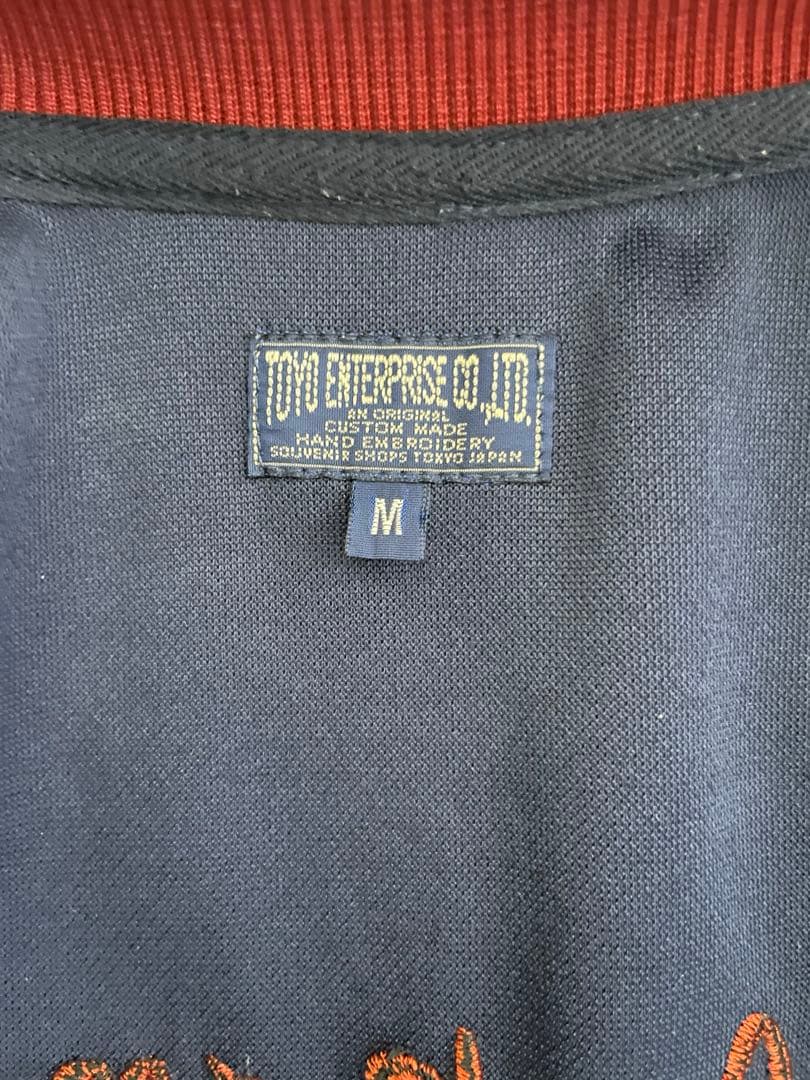 TOYO ENTERPRISE CO.,LTD.
AN ORIGINAL
CUSTOM MADE
HAND EMBROIDERY
SOUVENIR SHOPS TOKYO JAPAN
M